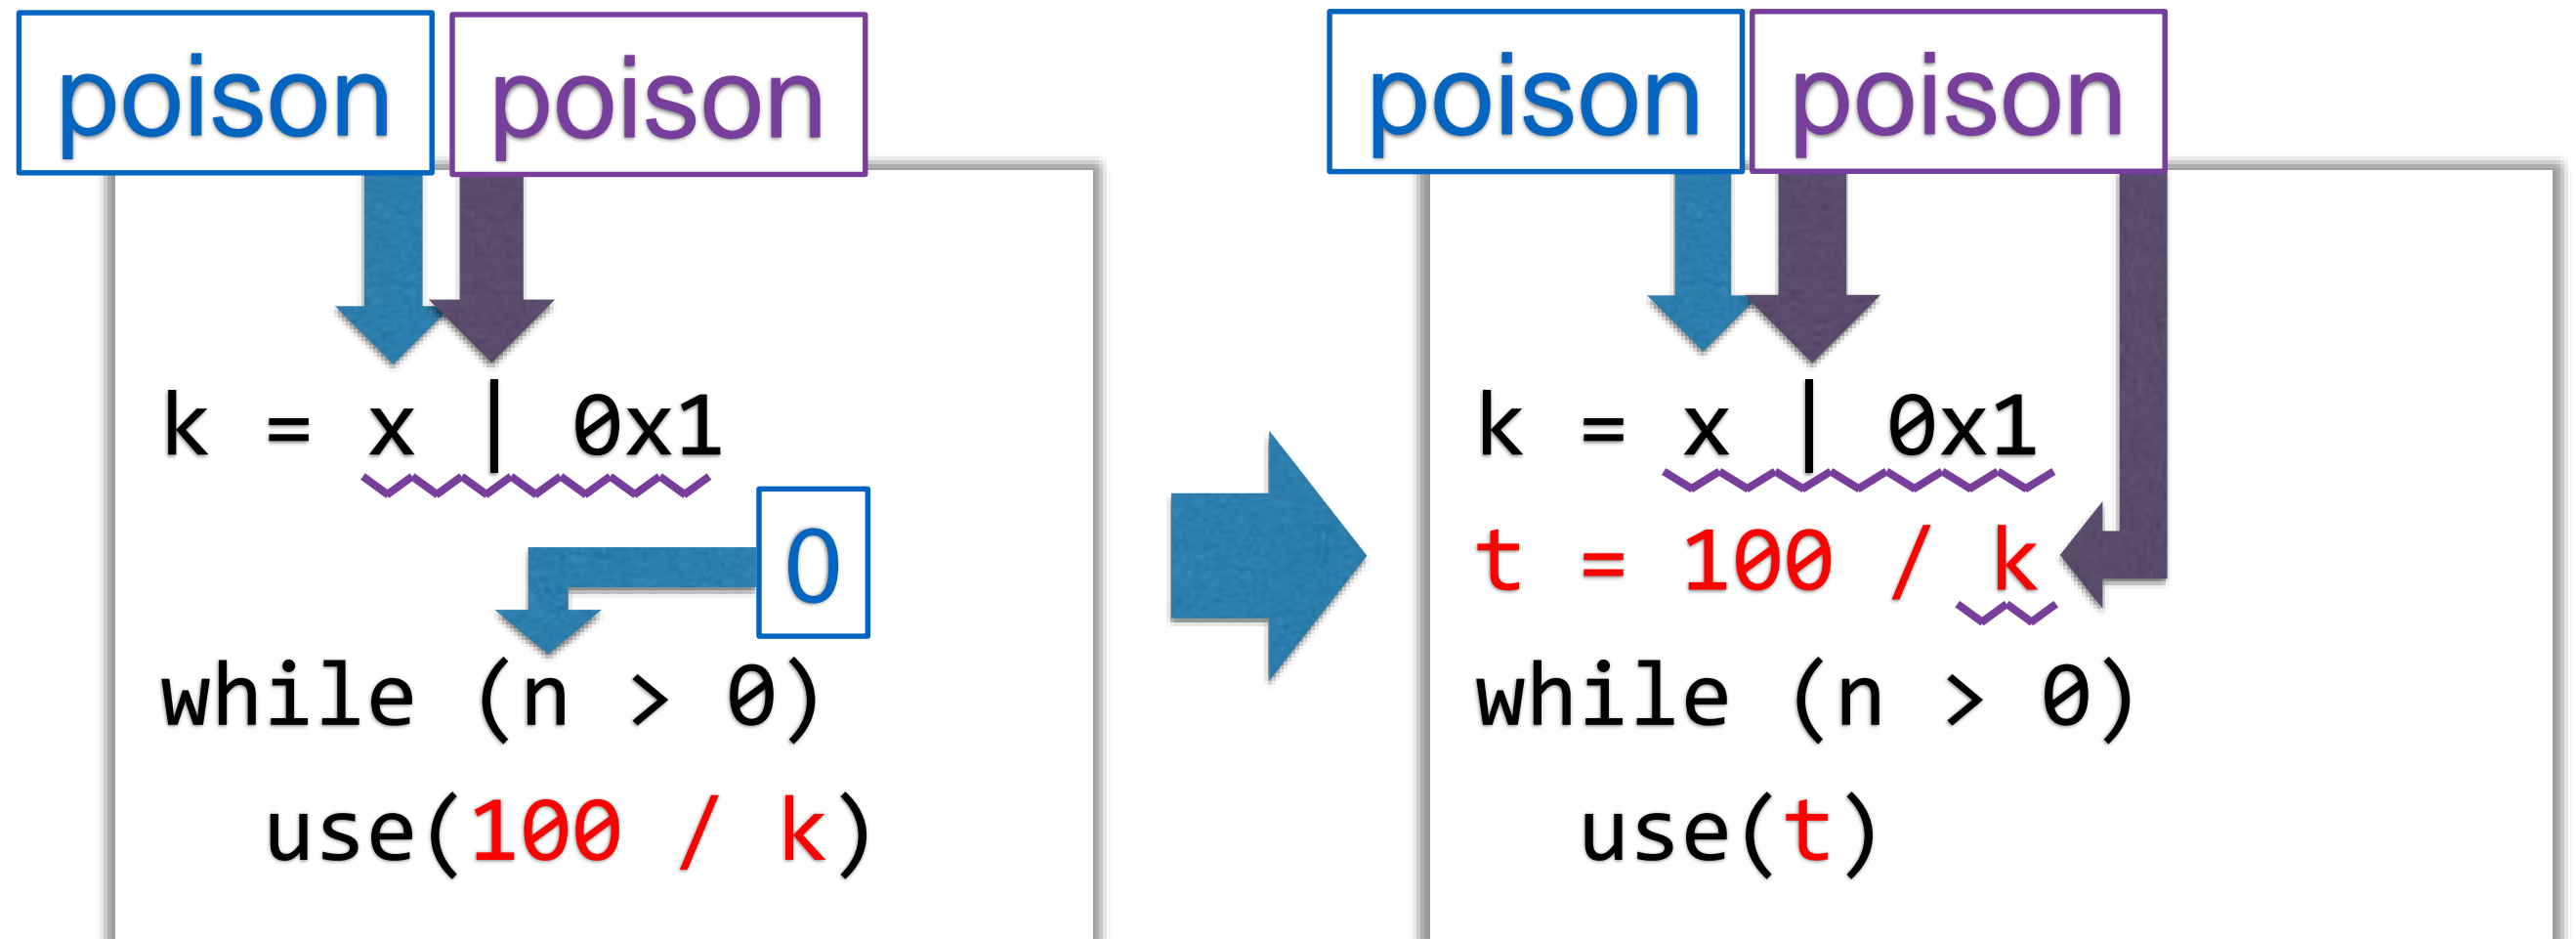 poison poison
k = x | 0x1
0
while (n > 0)
use(100 / k)
poison poison
k = x | 0x1
t = 100 / k
while (n > 0)
use(t)